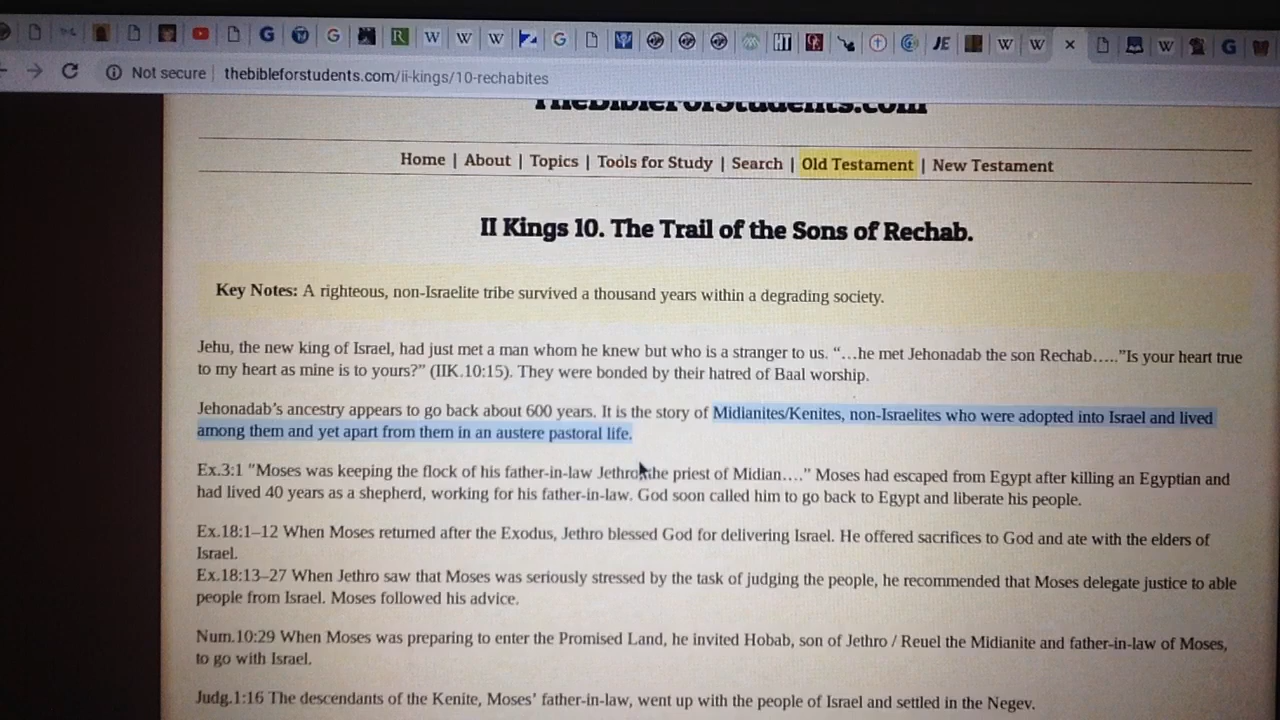 Not secure | thebibleforstudents.com/ii-kings/10-rechabites
TheBibleForStudents.com
Home | About | Topics | Tools for Study | Search | Old Testament | New Testament
II Kings 10. The Trail of the Sons of Rechab.
Key Notes: A righteous, non-Israelite tribe survived a thousand years within a degrading society.
Jehu, the new king of Israel, had just met a man whom he knew but who is a stranger to us. “…he met Jehonadab the son Rechab…..”Is your heart true
to my heart as mine is to yours?” (IIK.10:15). They were bonded by their hatred of Baal worship.
Jehonadab’s ancestry appears to go back about 600 years. It is the story of Midianites/Kenites, non-Israelites who were adopted into Israel and lived
among them and yet apart from them in an austere pastoral life.
Ex.3:1 “Moses was keeping the flock of his father-in-law Jethro, the priest of Midian….” Moses had escaped from Egypt after killing an Egyptian and
had lived 40 years as a shepherd, working for his father-in-law. God soon called him to go back to Egypt and liberate his people.
Ex.18:1–12 When Moses returned after the Exodus, Jethro blessed God for delivering Israel. He offered sacrifices to God and ate with the elders of
Israel.
Ex.18:13–27 When Jethro saw that Moses was seriously stressed by the task of judging the people, he recommended that Moses delegate justice to able
people from Israel. Moses followed his advice.
Num.10:29 When Moses was preparing to enter the Promised Land, he invited Hobab, son of Jethro / Reuel the Midianite and father-in-law of Moses,
to go with Israel.
Judg.1:16 The descendants of the Kenite, Moses’ father-in-law, went up with the people of Israel and settled in the Negev.